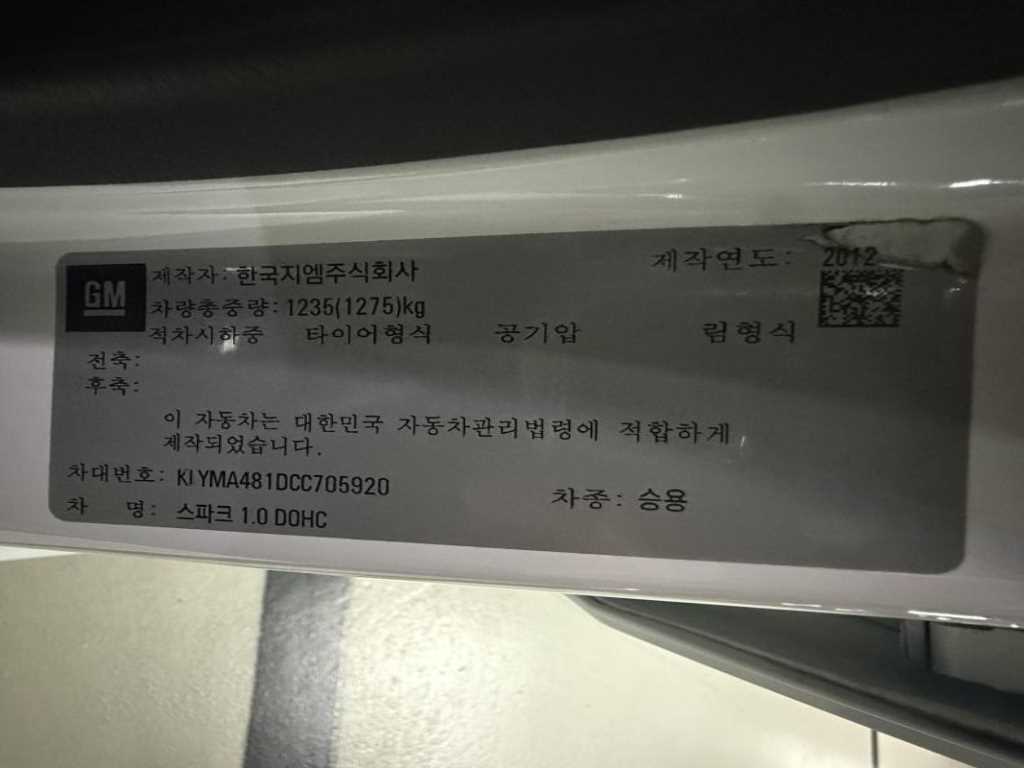 GM
제작자: 한국지엠주식회사 제작연도: 2012
차량총중량: 1235(1275)kg
적차시하중 타이어형식 공기압 림형식
전축:
후축:
이 자동차는 대한민국 자동차관리법령에 적합하게
제작되었습니다.
차대번호: KIYMA481DCC705920 차종: 승용
차 명: 스파크 1.0 DOHC